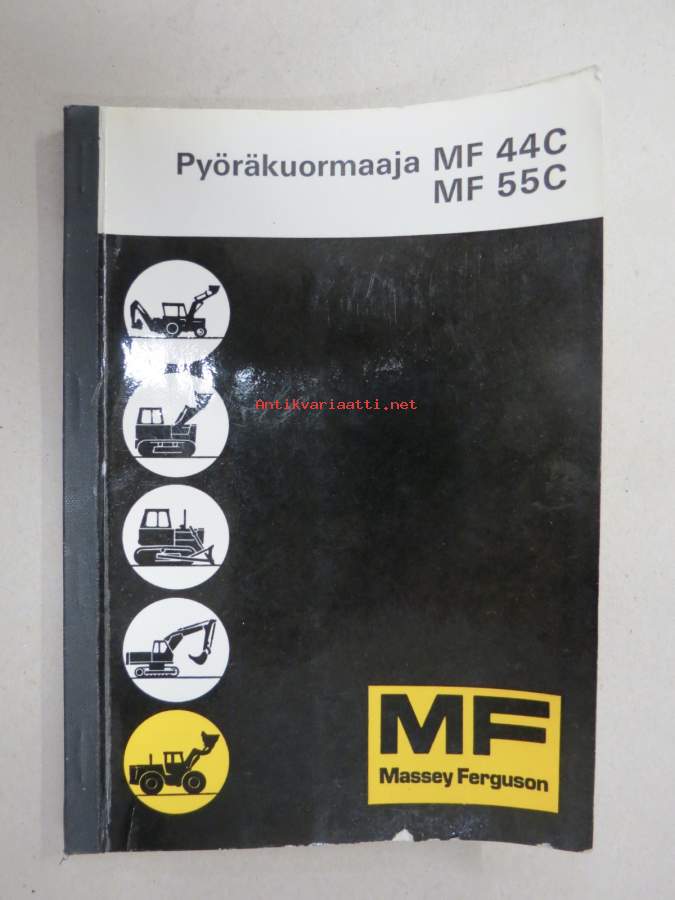 Pyöräkuormaaja MF 44C
MF 55C
Antikvariaatti.net
MF
Massey Ferguson